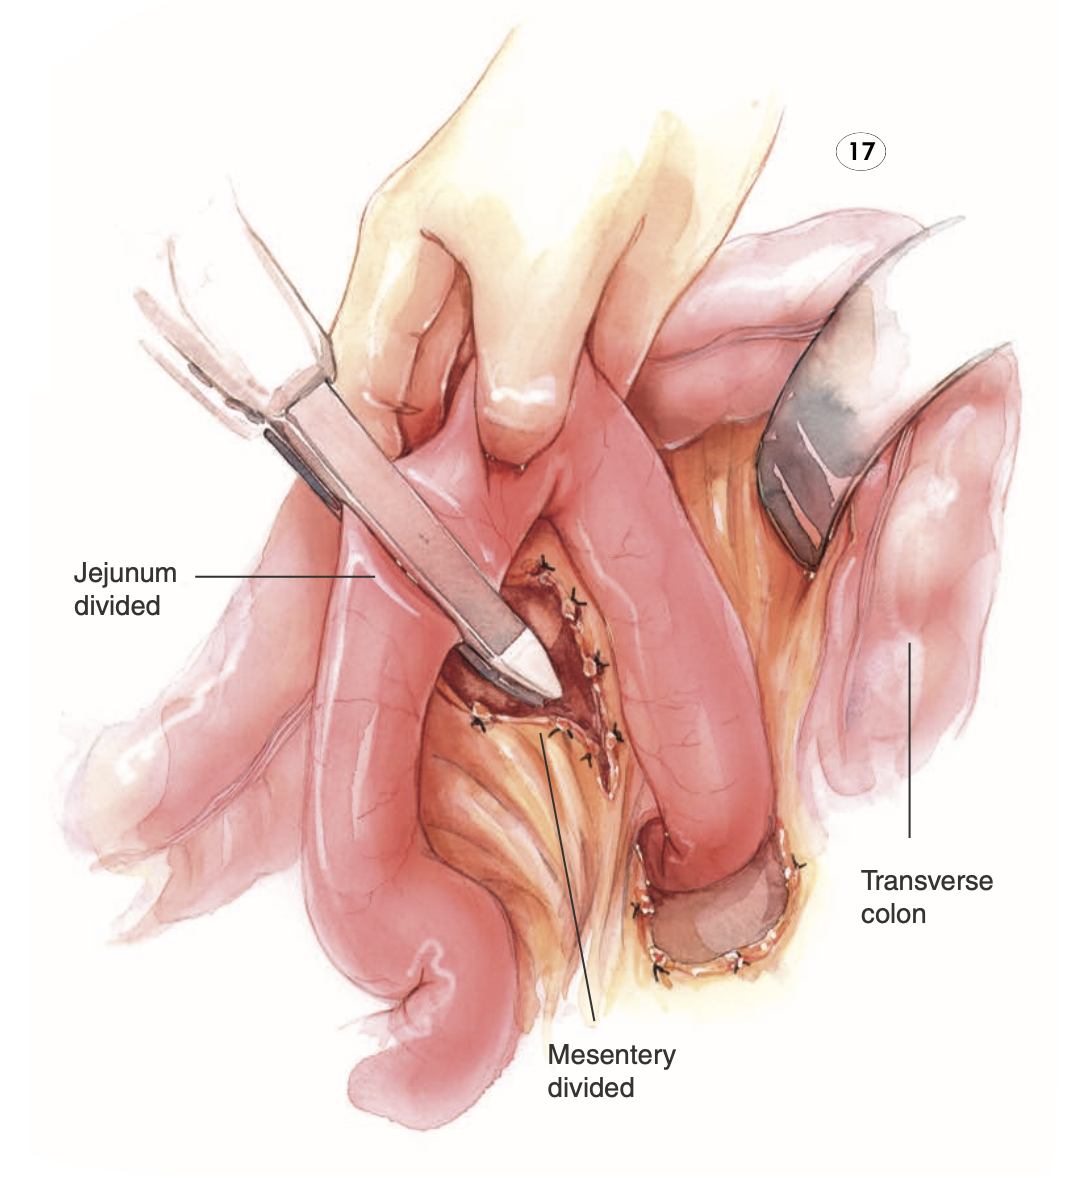 17
Jejunum
divided
Transverse
colon
Mesentery
divided